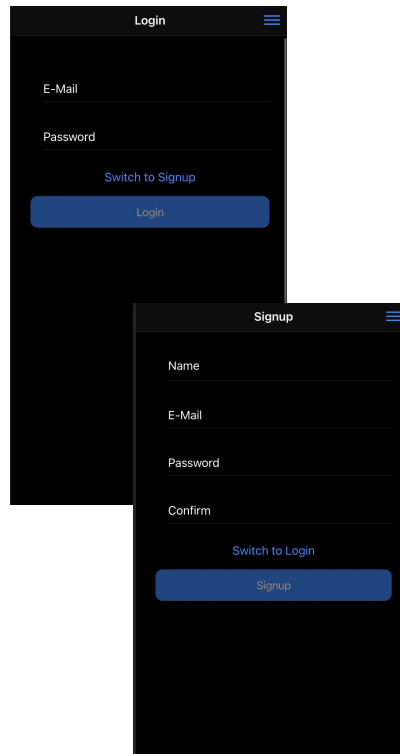 Login
E-Mail
Password
Switch to Signup
Login
Signup
Name
E-Mail
Password
Confirm
Switch to Login
Signup